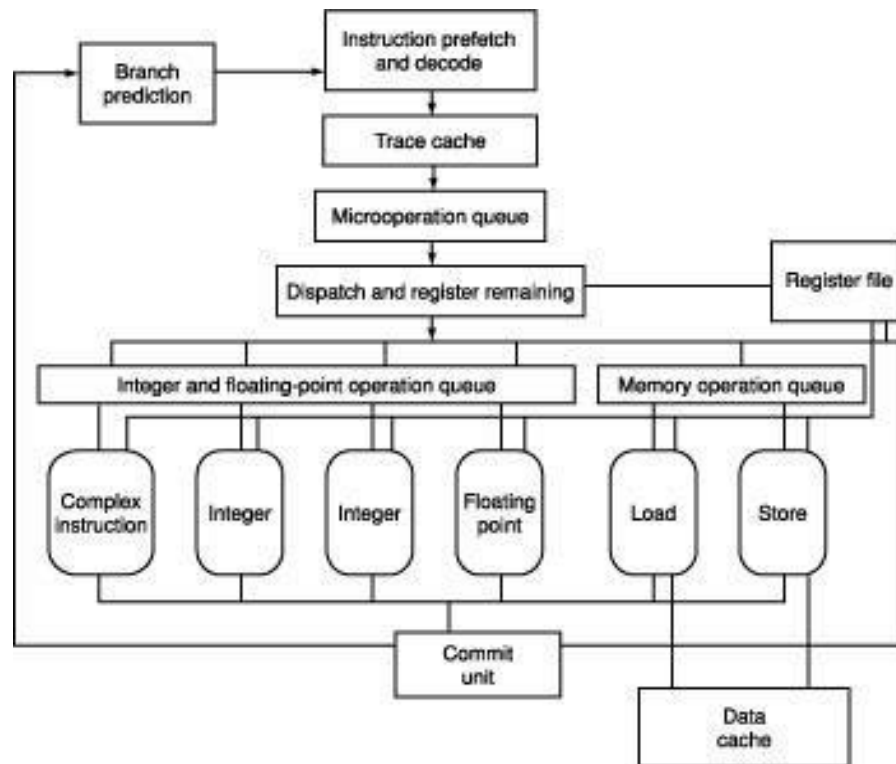 Instruction prefetch
and decode
Branch
prediction
Trace cache
Microoperation queue
Register file
Dispatch and register remaining
Integer and floating-point operation queue
Memory operation queue
Complex
instruction
Integer
Integer
Floating
point
Load
Store
Commit
unit
Data
cache